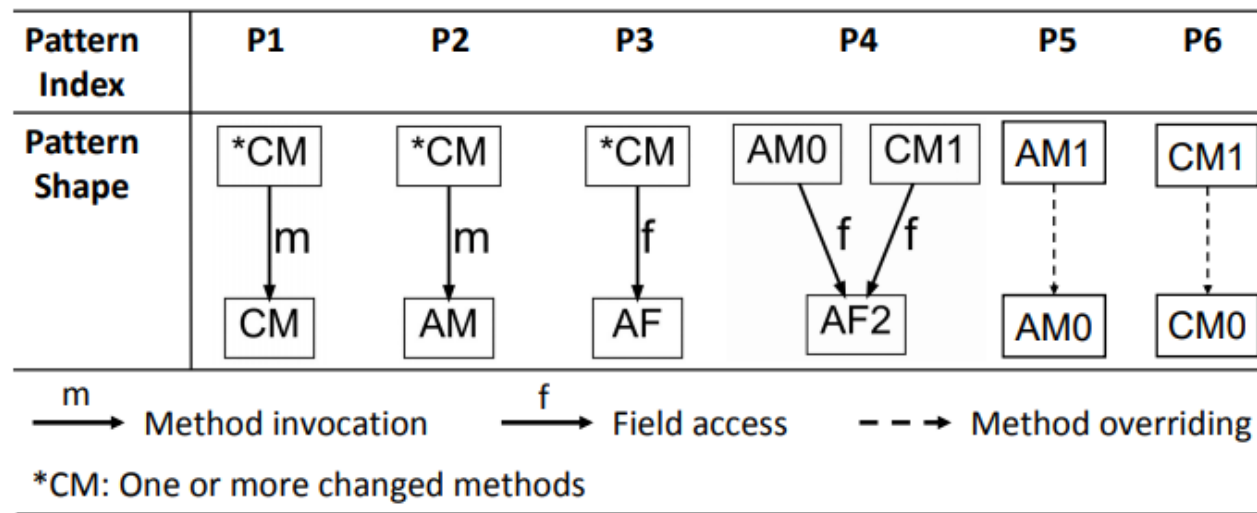 Pattern Index P1 P2 P3 P4 P5 P6
Pattern Shape
*CM *CM *CM AM0 CM1 AM1 CM1
m m f f f
CM AM AF AF2 AM0 CM0
m Method invocation f Field access Method overriding
*CM: One or more changed methods